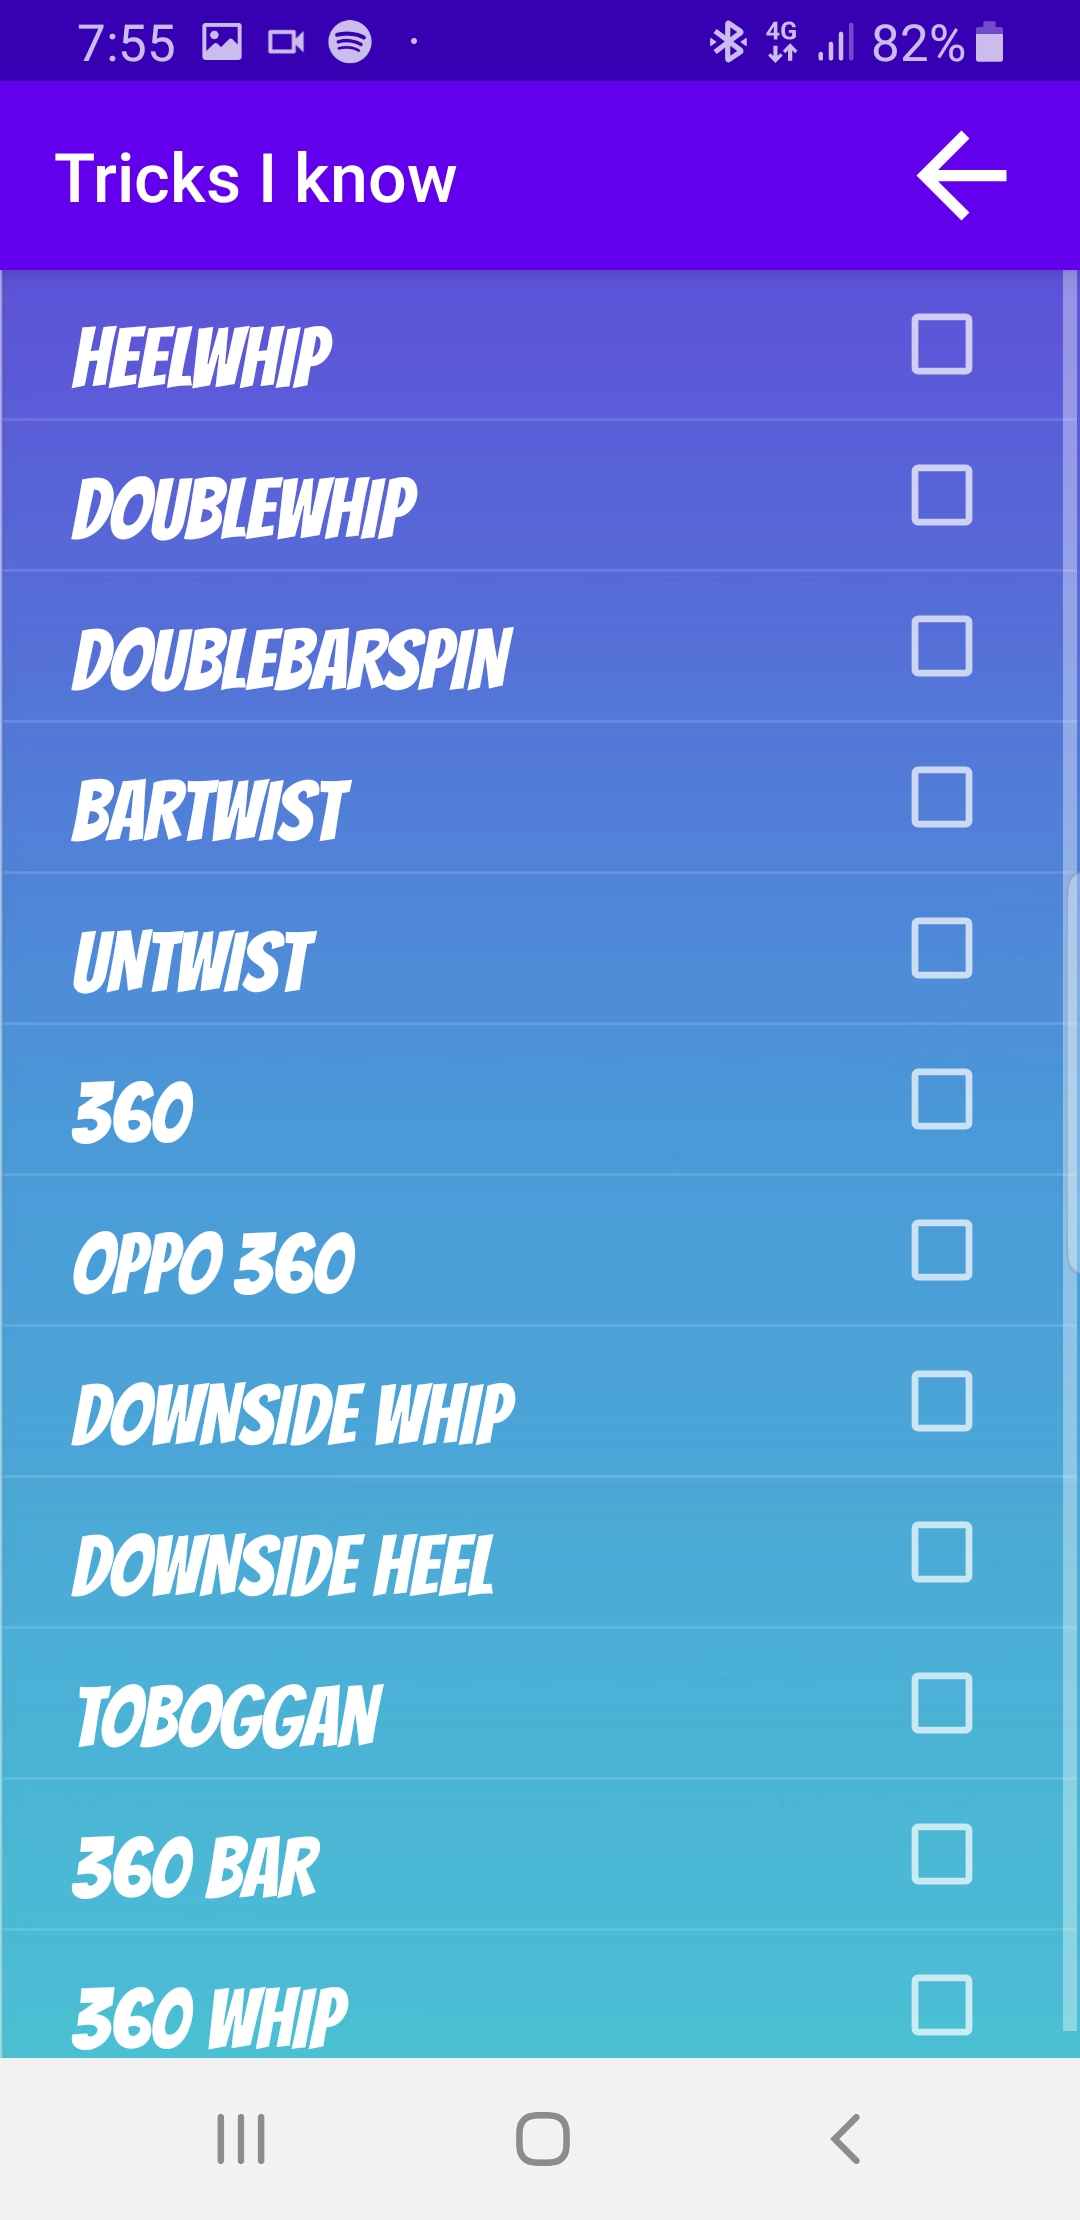 7:55
4G
82%
Tricks I know
HEELWHIP
DOUBLEWHIP
DOUBLEBARSPIN
BARTWIST
UNTWIST
360
OPPO 360
DOWNSIDE WHIP
DOWNSIDE HEEL
TOBOGGAN
360 BAR
360 WHIP